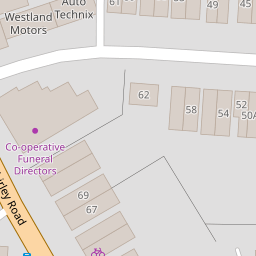 61
49
45
Auto
Technix
Westland
Motors
62
58
54
52
50A
Co-operative
Funeral
Directors
69
67
Road